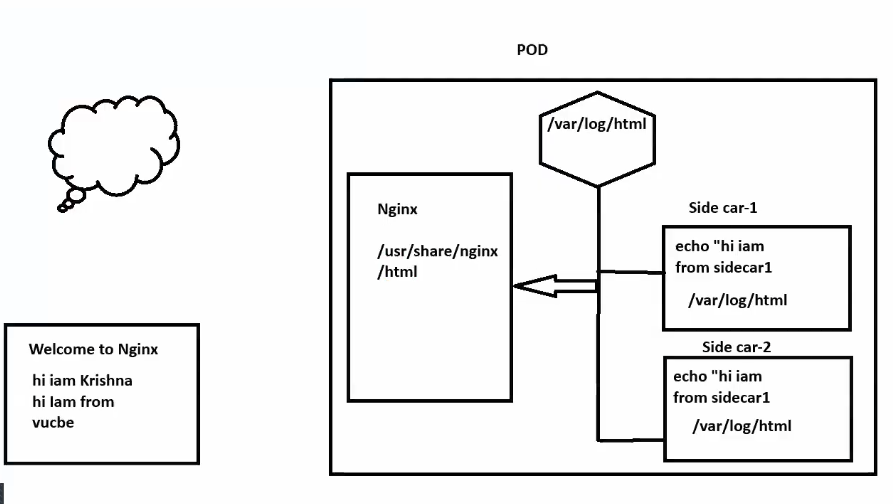 POD
/var/log/html
Nginx
/usr/share/nginx
/html
Side car-1
echo "hi iam
from sidecar1
/var/log/html
Side car-2
echo "hi iam
from sidecar1
/var/log/html
Welcome to Nginx
hi iam Krishna
hi Iam from
vucbe